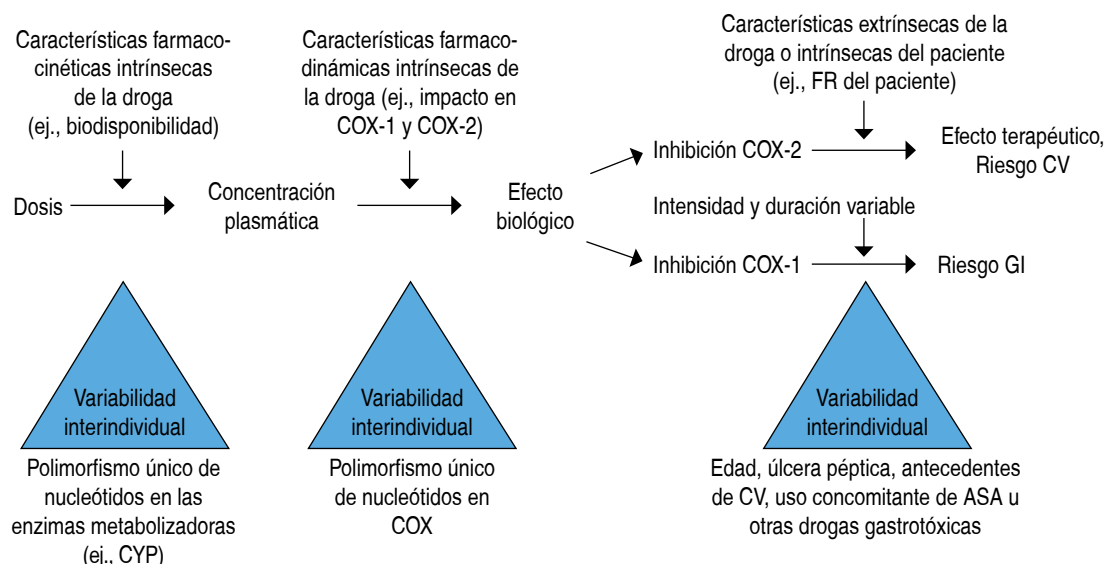 Características farmaco-
cinéticas intrínsecas
de la droga
(ej., biodisponibilidad)
Características farmaco-
dinámicas intrínsecas de
la droga (ej., impacto en
COX-1 y COX-2)
Características extrínsecas de la
droga o intrínsecas del paciente
(ej., FR del paciente)
Dosis
Concentración
plasmática
Efecto
biológico
Inhibición COX-2
Efecto terapéutico,
Riesgo CV
Intensidad y duración variable
Inhibición COX-1
Riesgo GI
Variabilidad
interindividual
Polimorfismo único de
nucleótidos en las
enzimas metabolizadoras
(ej., CYP)
Variabilidad
interindividual
Polimorfismo único
de nucleótidos en
COX
Variabilidad
interindividual
Edad, úlcera péptica, antecedentes
de CV, uso concomitante de ASA u
otras drogas gastrotóxicas